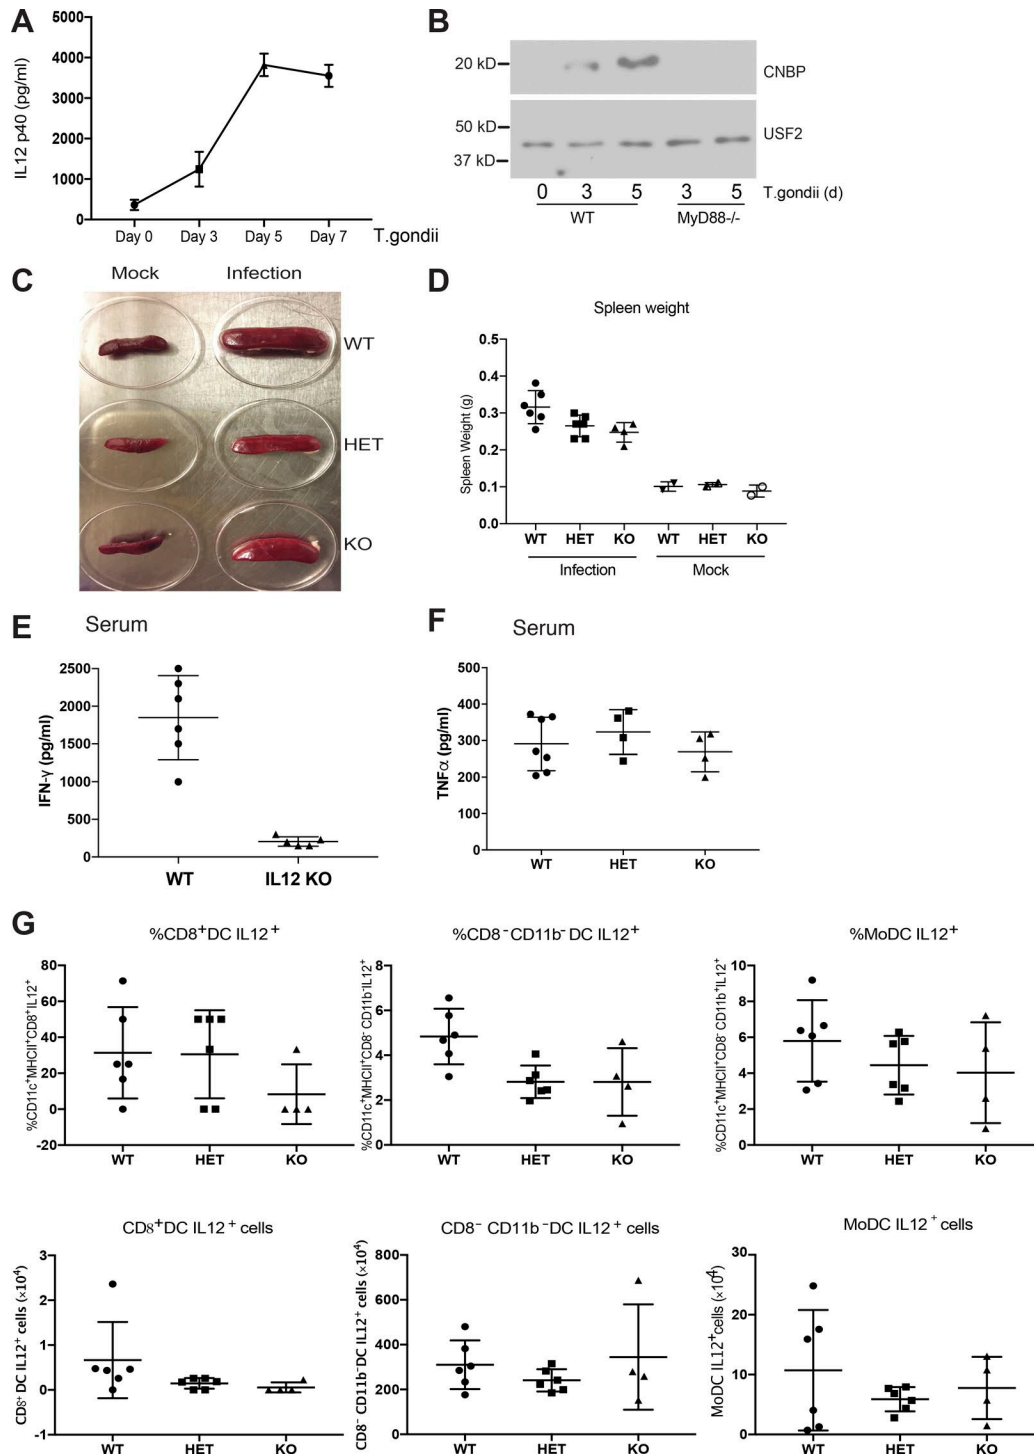 A
IL12 p40 (pg/ml)
5000
4000
3000
2000
1000
0
Day 0 Day 3 Day 5 Day 7 T.gondii
B
20 kD
CNBP
50 kD
USF2
37 kD
0 3 5 3 5 T.gondii (d)
WT MyD88-/-
C
Mock Infection
WT
HET
KO
D
Spleen weight
Spleen Weight (g)
0.5
0.4
0.3
0.2
0.1
0.0
WT HET KO WT HET KO
Infection Mock
E
Serum
IFN-γ (pg/ml)
2500
2000
1500
1000
500
0
WT IL12 KO
F
Serum
TNFα (pg/ml)
500
400
300
200
100
0
WT HET KO
G
%CD8⁺DC IL12⁺
%CD11c⁺MHCII⁺CD8⁺IL12⁺
80
60
40
20
0
-20
WT HET KO
%CD8⁻CD11b⁻DC IL12⁺
%CD11c⁺MHCII⁺CD8⁻CD11b⁻IL12⁺
8
6
4
2
0
WT HET KO
%MoDC IL12⁺
%CD11c⁺MHCII⁺CD8⁻CD11b⁺IL12⁺
10
8
6
4
2
0
WT HET KO
CD8⁺DC IL12⁺ cells
CD8⁺ DC IL12⁺ cells (×10⁴)
3
2
1
0
-1
WT HET KO
CD8⁻ CD11b⁻DC IL12⁺ cells
CD8⁻ CD11b⁻DC IL12⁺ cells (×10⁴)
800
600
400
200
0
WT HET KO
MoDC IL12⁺ cells
MoDC IL12⁺cells (×10⁴)
30
20
10
0
WT HET KO